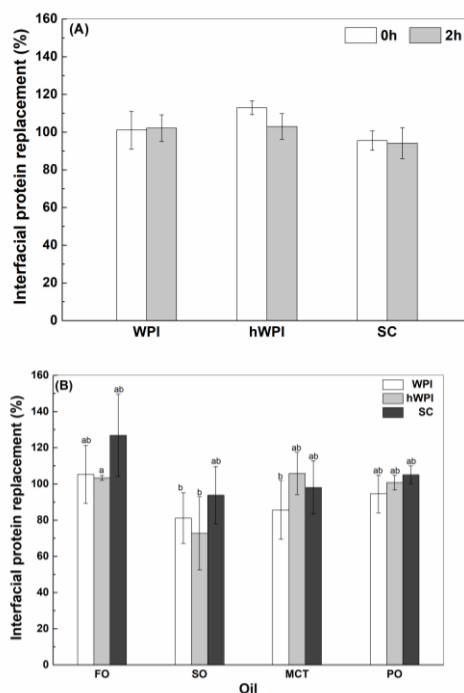 (A)
0h 2h
Interfacial protein replacement (%)
160
140
120
100
80
60
40
20
0
WPI hWPI SC
(B)
WPI
hWPI
SC
Interfacial protein replacement (%)
160
140
120
100
80
60
40
20
0
ab a ab
b b ab
b ab ab
ab ab ab
FO SO MCT PO
Oil